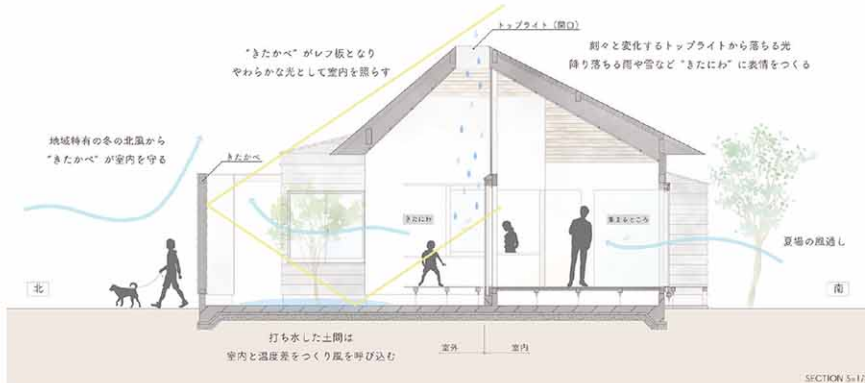 トップライト（開口）
“きたかべ”がレフ板となり
やわらかな光として室内を照らす
刻々と変化するトップライトから落ちる光
降り落ちる雨や雪など“きたにわ”に表情をつくる
地域特有の冬の北風から
“きたかべ”が室内を守る
きたかべ
きたにわ
集まるところ
夏場の風通し
北
南
打ち水した土間は
室内と温度差をつくり風を呼び込む
室外
室内
SECTION